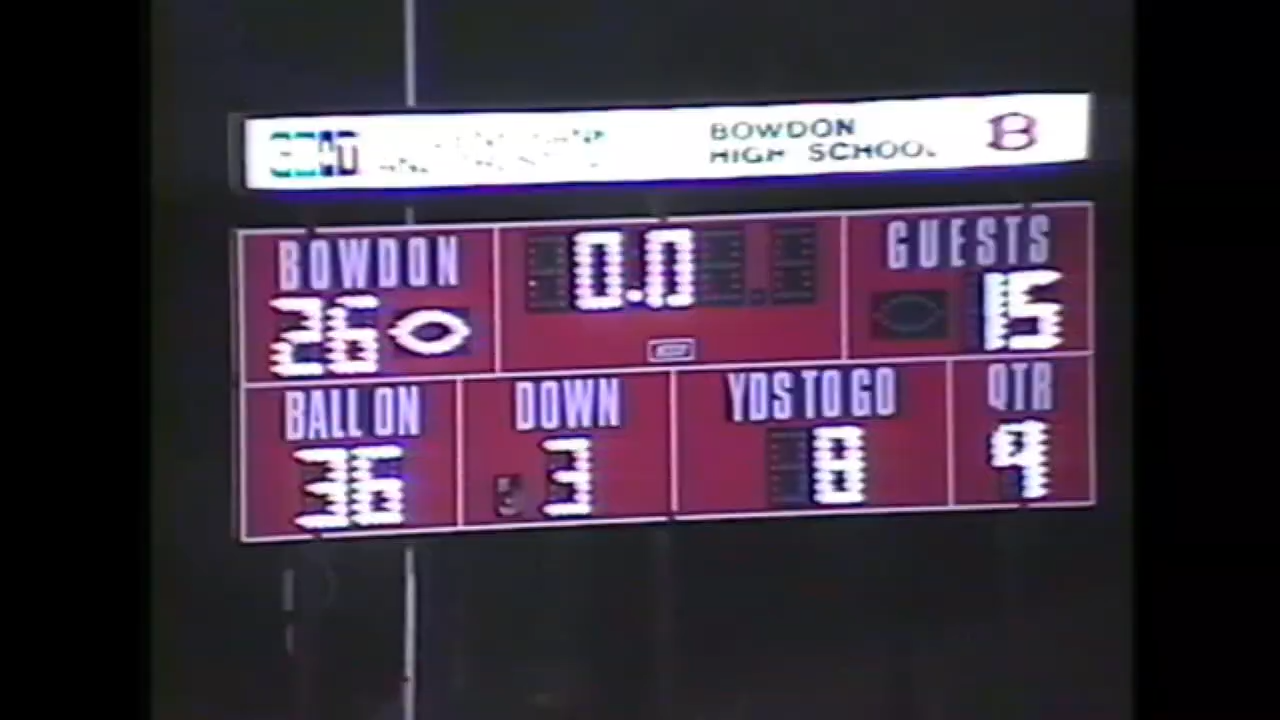 BOWDON
HIGH SCHOOL
B
BOWDON
0.0
GUESTS
26
15
BALL ON
DOWN
YDS TO GO
QTR
36
3
8
4